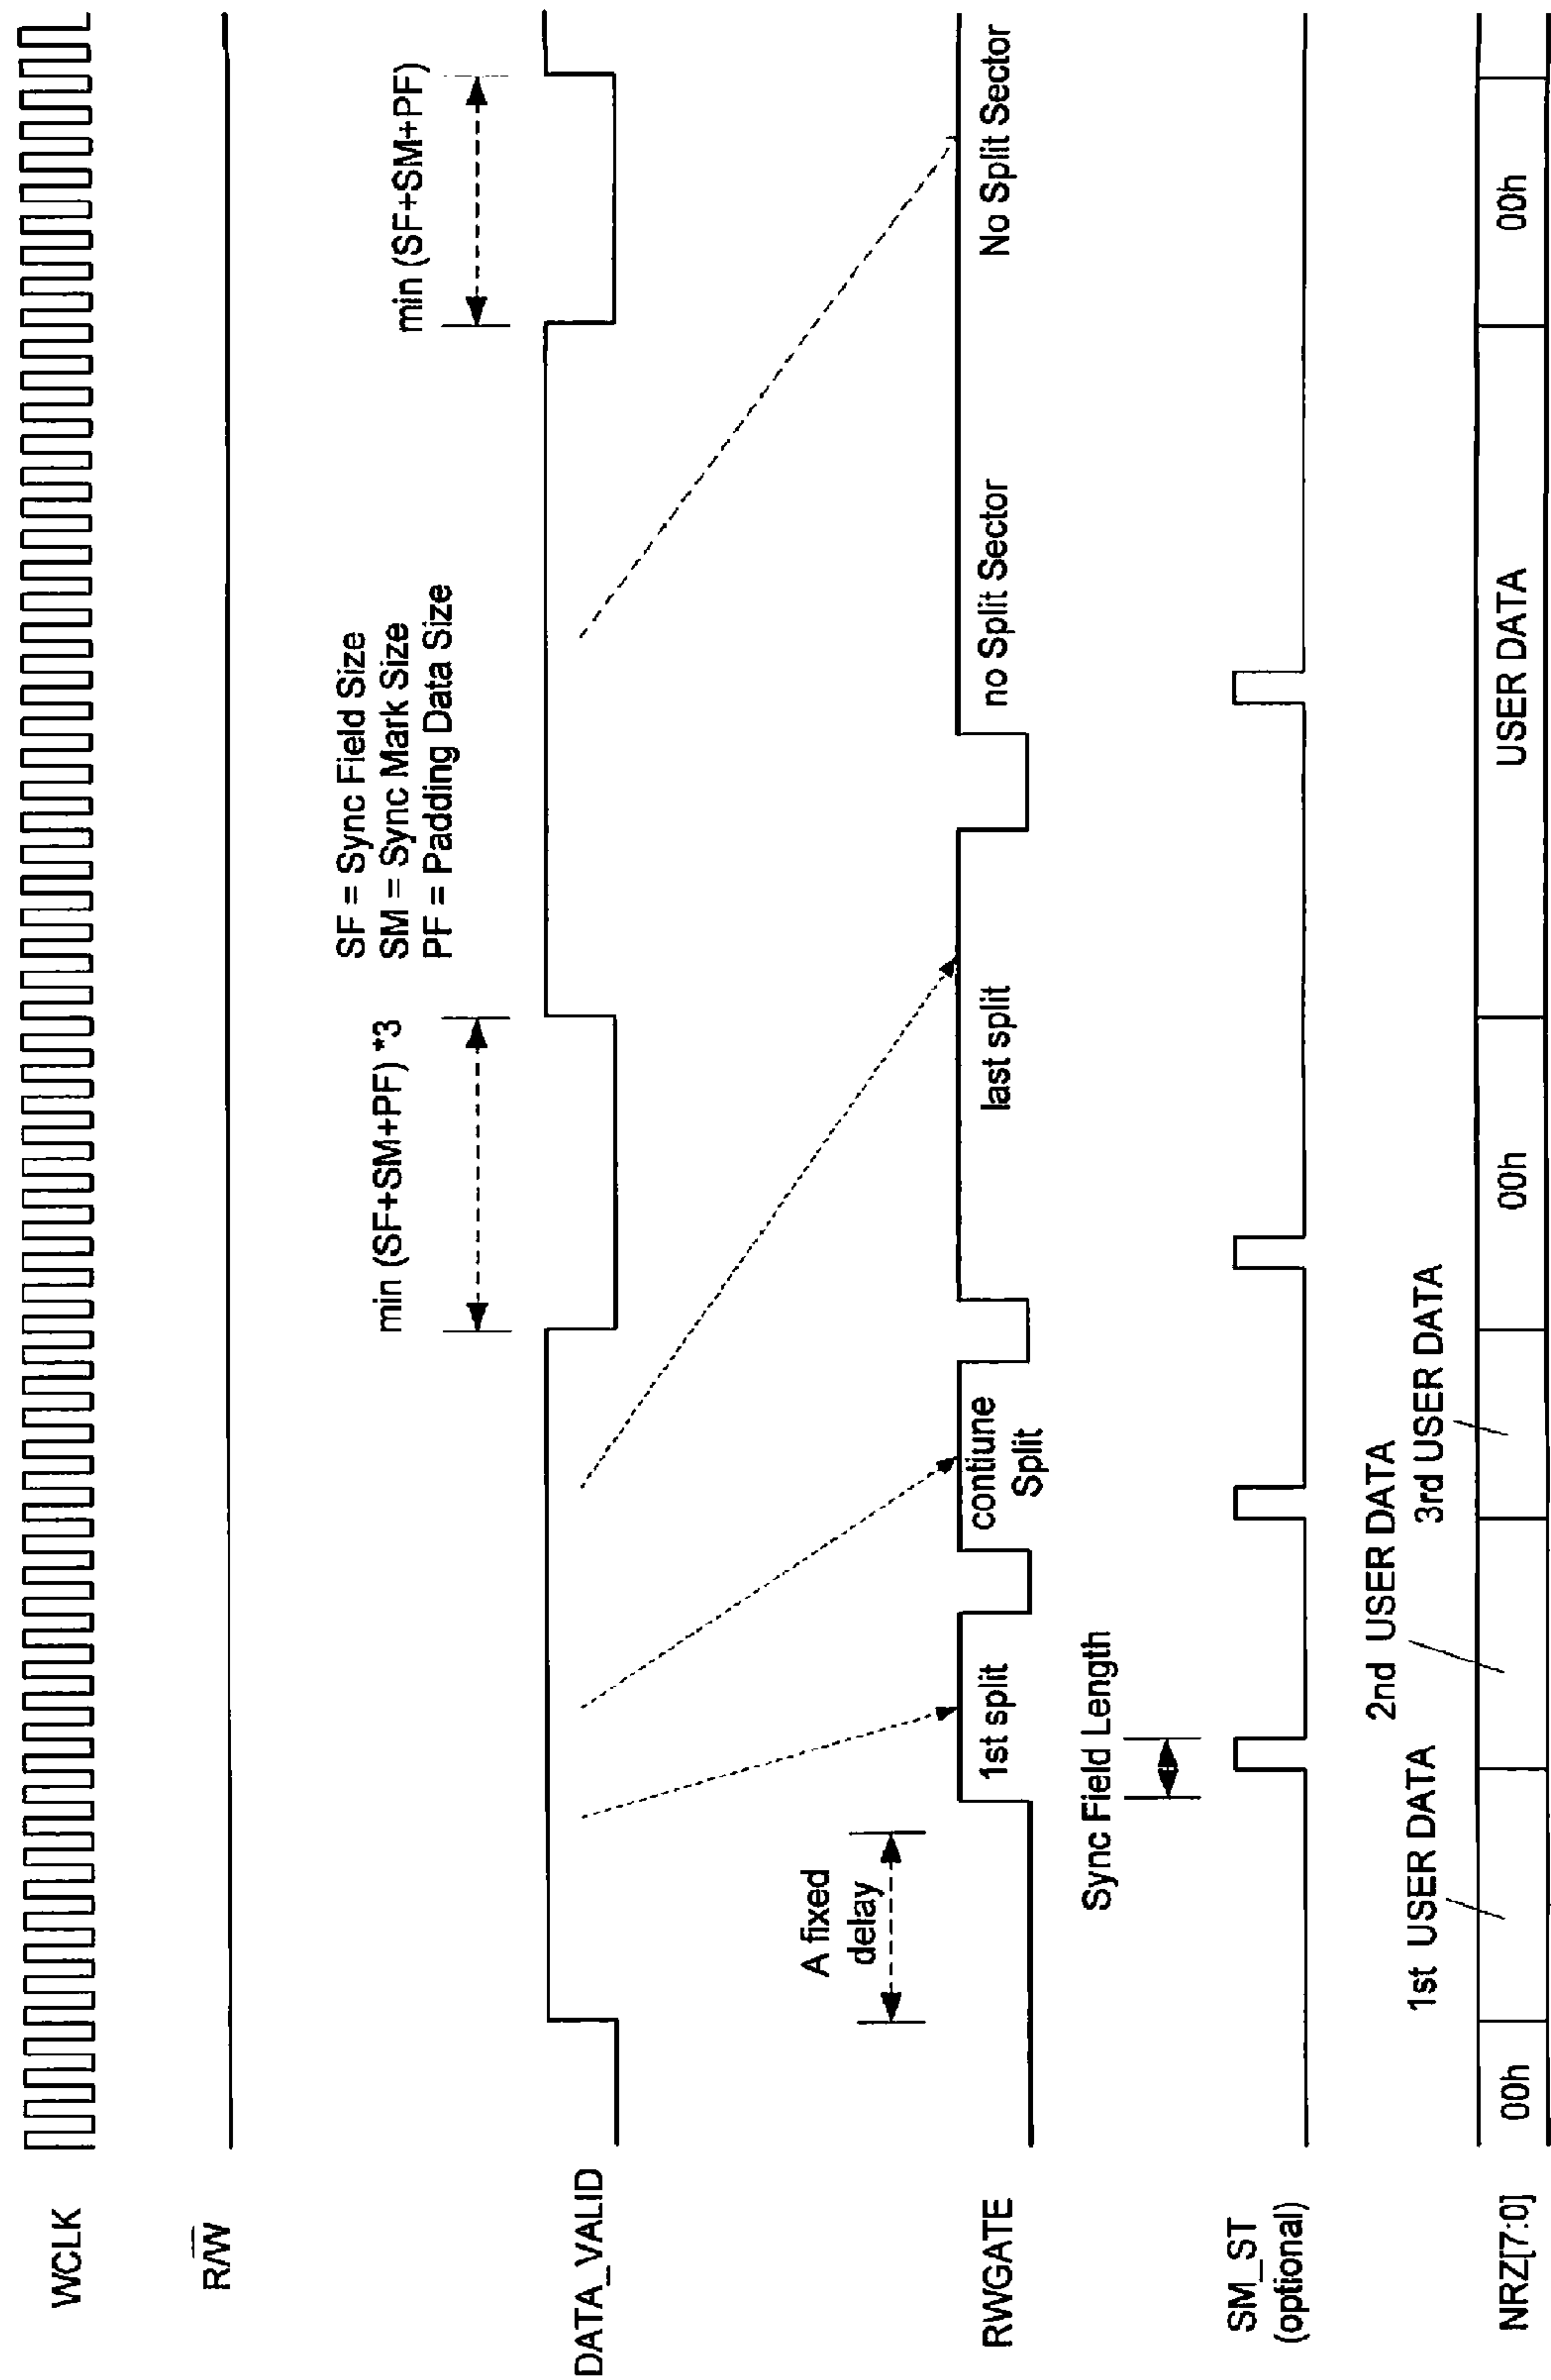 WCLK
R/W
min (SF+SM+PF) *3
SF = Sync Field Size
SM = Sync Mark Size
PF = Padding Data Size
min (SF+SM+PF)
DATA_VALID
A fixed
delay
RWGATE
1st split
contiune
Split
last split
no Split Sector
No Split Sector
Sync Field Length
SM_ST
(optional)
1st USER DATA
2nd USER DATA
3rd USER DATA
NRZ[7:0]
00h
00h
USER DATA
00h